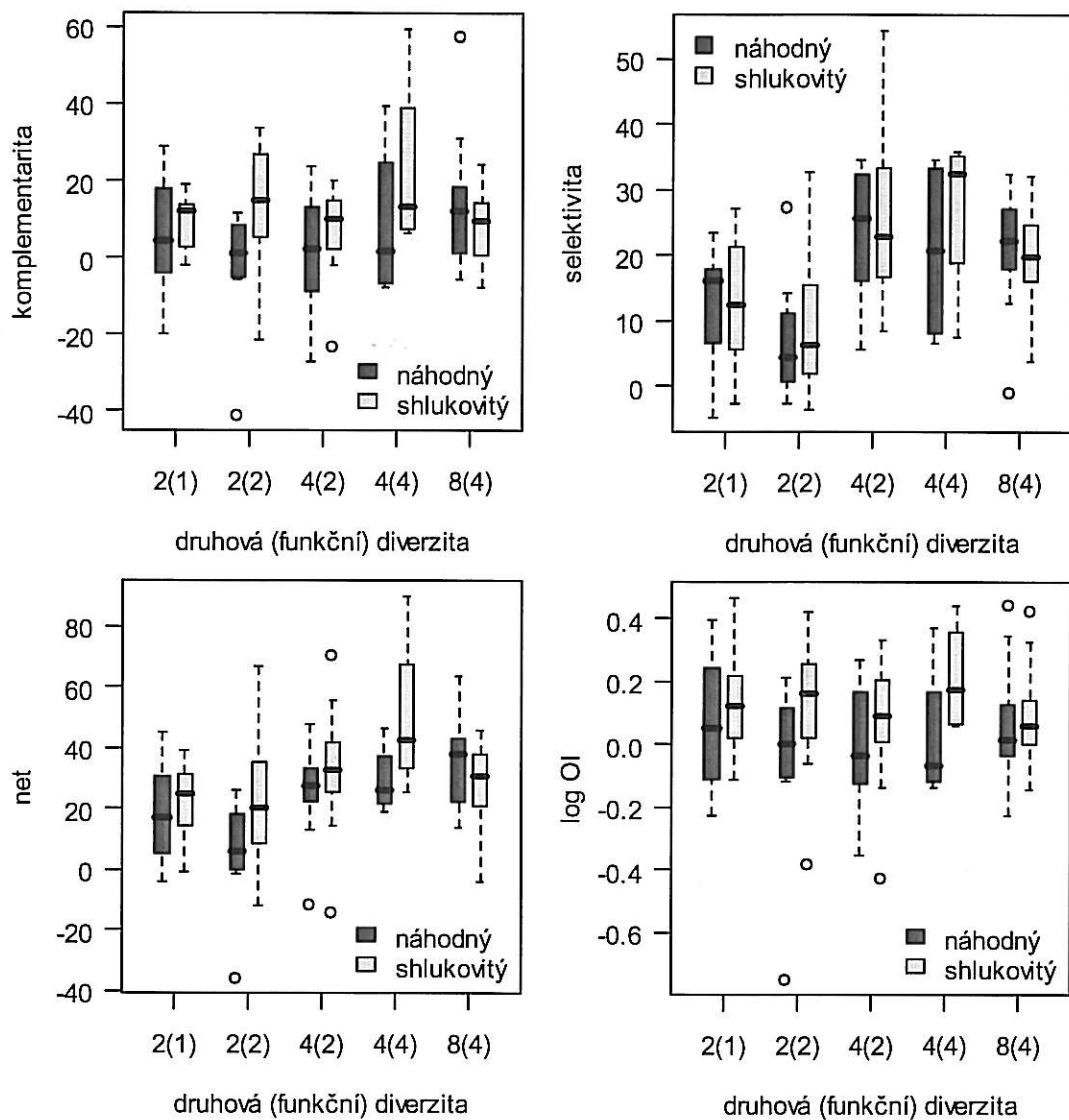 60
40
20
0
-20
-40
komplementarita
náhodný
shlukovitý
2(1) 2(2) 4(2) 4(4) 8(4)
druhová (funkční) diverzita
50
40
30
20
10
0
selektivita
náhodný
shlukovitý
2(1) 2(2) 4(2) 4(4) 8(4)
druhová (funkční) diverzita
80
60
40
20
0
-20
-40
net
náhodný
shlukovitý
2(1) 2(2) 4(2) 4(4) 8(4)
druhová (funkční) diverzita
0.4
0.2
0.0
-0.2
-0.4
-0.6
log OI
náhodný
shlukovitý
2(1) 2(2) 4(2) 4(4) 8(4)
druhová (funkční) diverzita